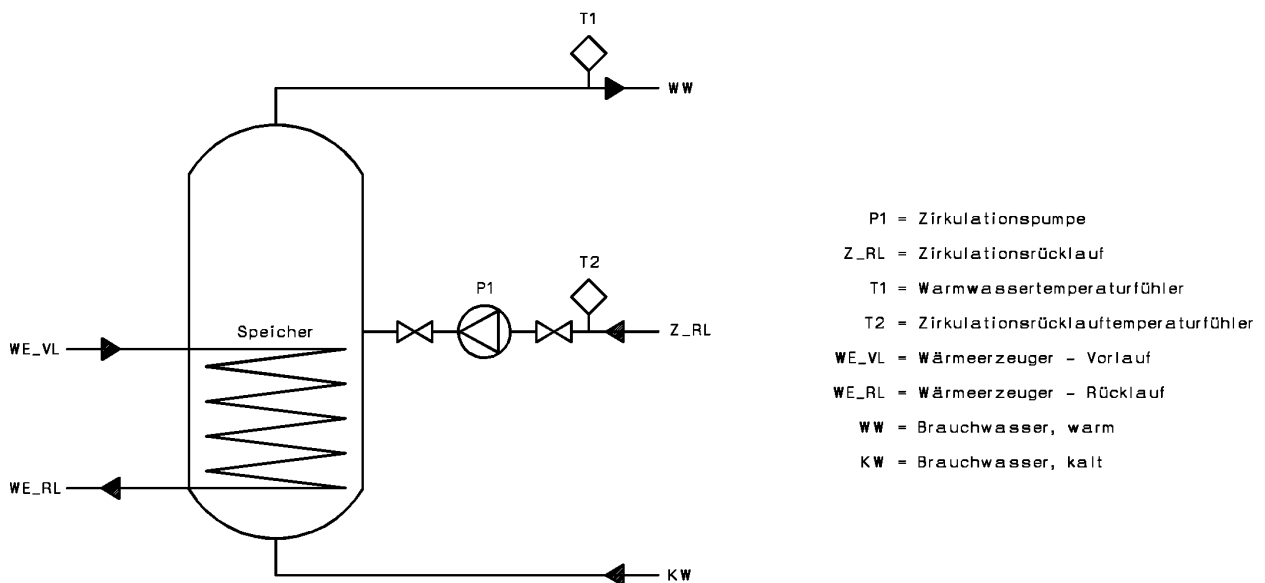 T1
WW
T2
P1
Speicher
Z_RL
WE_VL
WE_RL
KW
P1 = Zirkulationspumpe
Z_RL = Zirkulationsrücklauf
T1 = Warmwassertemperaturfühler
T2 = Zirkulationsrücklauftemperaturfühler
WE_VL = Wärmeerzeuger - Vorlauf
WE_RL = Wärmeerzeuger - Rücklauf
WW = Brauchwasser, warm
KW = Brauchwasser, kalt